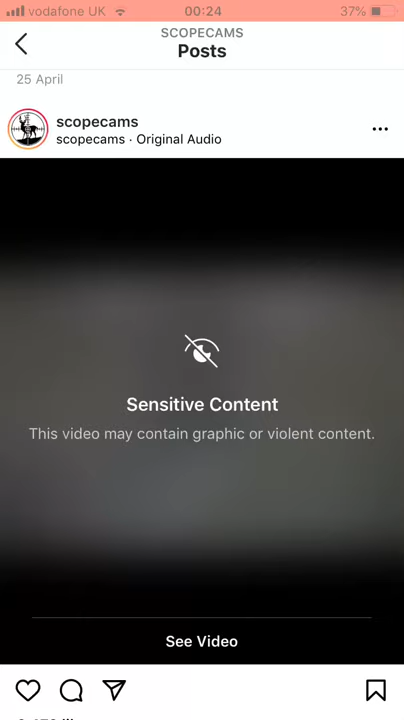 vodafone UK 00:24 37%
SCOPECAMS
Posts
25 April
scopecams
scopecams · Original Audio
Sensitive Content
This video may contain graphic or violent content.
See Video